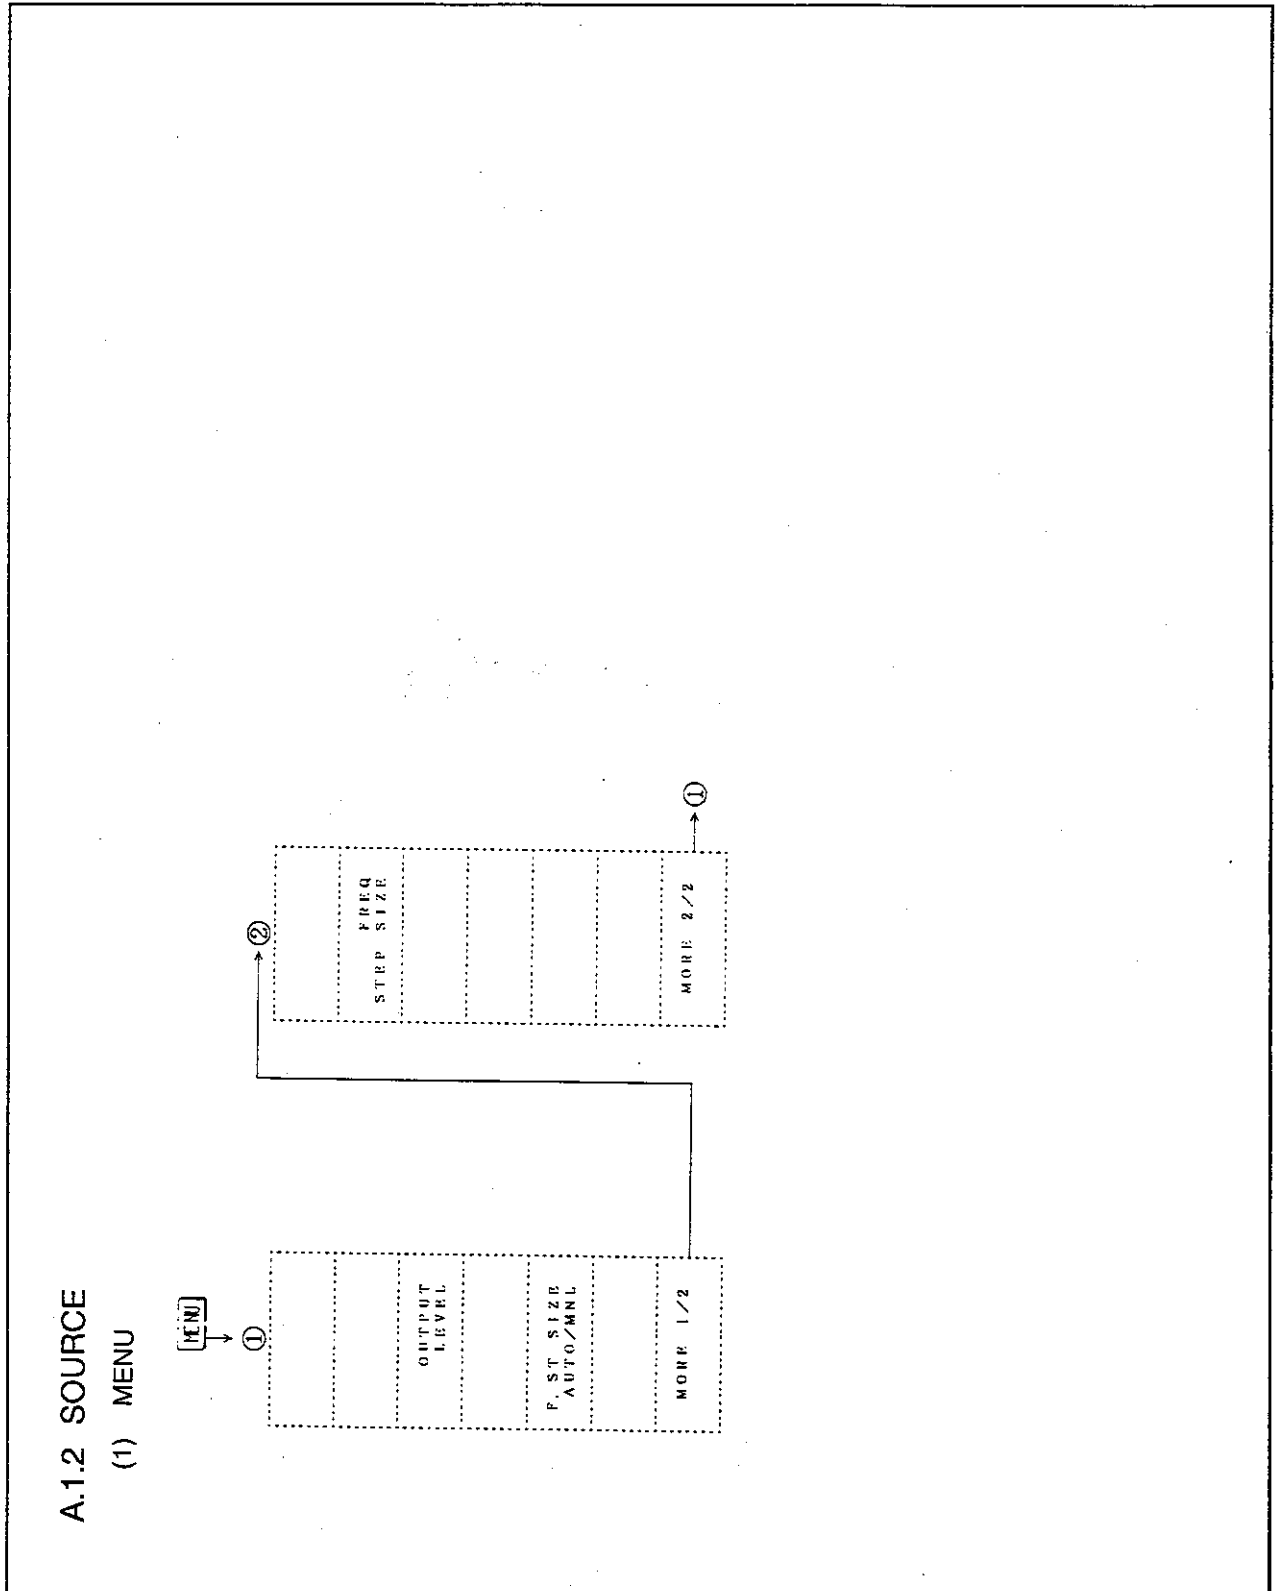 A.1.2 SOURCE
(1) MENU
MENU
①
OUTPUT
LEVEL
F. ST SIZE
AUTO/MNL
MORE 1/2
②
FREQ
STEP SIZE
MORE 2/2
①